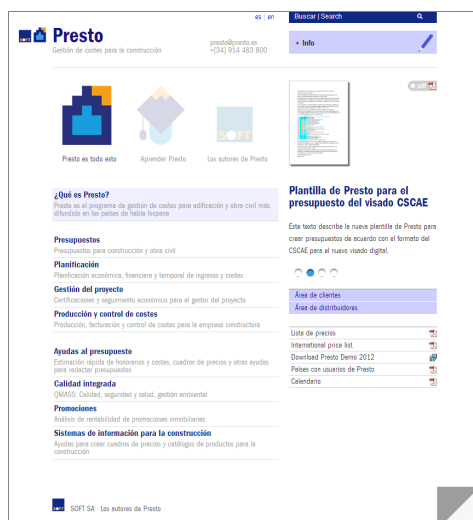 es | en
Buscar | Search
Presto
Gestión de costes para la construcción
presto@presto.es
+(34) 914 483 800
+ Info
SOFT
pdf
Presto es todo esto
Aprender Presto
Los autores de Presto
¿Qué es Presto?
Presto es el programa de gestión de costes para edificación y obra civil más
difundido en los países de habla hispana
Presupuestos
Presupuestos para construcción y obra civil
Planificación
Planificación económica, financiera y temporal de ingresos y costes
Gestión del proyecto
Certificaciones y seguimiento económico para el gestor del proyecto
Producción y control de costes
Producción, facturación y control de costes para la empresa constructora
Ayudas al presupuesto
Estimación rápida de honorarios y costes, cuadros de precios y otras ayudas
para redactar presupuestos
Calidad integrada
QMASS: Calidad, seguridad y salud, gestión ambiental
Promociones
Análisis de rentabilidad de promociones inmobiliarias
Sistemas de información para la construcción
Ayudas para crear cuadros de precios y catálogos de productos para la
construcción
Plantilla de Presto para el
presupuesto del visado CSCAE
Este texto describe la nueva plantilla de Presto para
crear presupuestos de acuerdo con el formato del
CSCAE para el nuevo visado digital.
Área de clientes
Área de distribuidores
Lista de precios
International price list
Download Presto Demo 2012
Países con usuarios de Presto
Calendario
SOFT
SOFT SA - Los autores de Presto